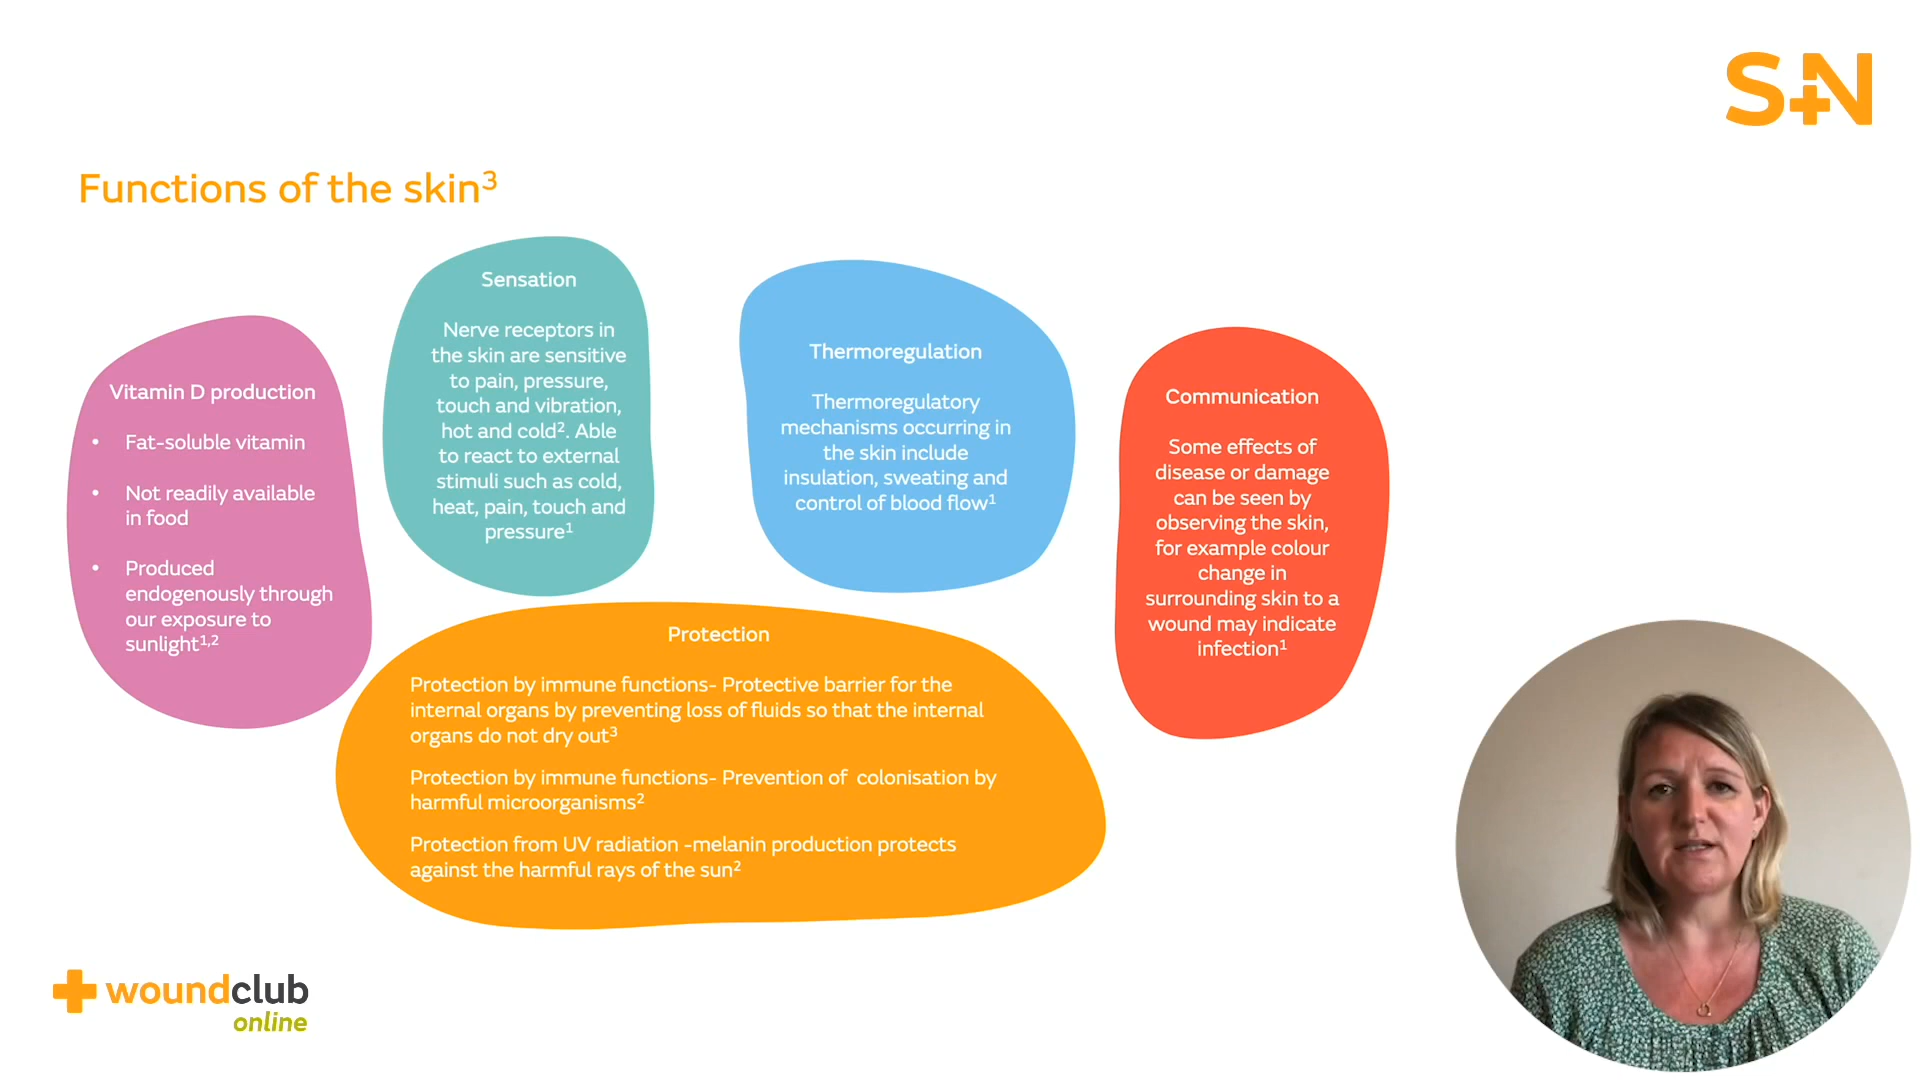 S+N
Functions of the skin³
Sensation
Nerve receptors in
the skin are sensitive
to pain, pressure,
touch and vibration,
hot and cold². Able
to react to external
stimuli such as cold,
heat, pain, touch and
pressure¹
Thermoregulation
Thermoregulatory
mechanisms occurring in
the skin include
insulation, sweating and
control of blood flow¹
Vitamin D production
• Fat-soluble vitamin
• Not readily available
in food
• Produced
endogenously through
our exposure to
sunlight¹,²
Communication
Some effects of
disease or damage
can be seen by
observing the skin,
for example colour
change in
surrounding skin to a
wound may indicate
infection¹
Protection
Protection by immune functions- Protective barrier for the
internal organs by preventing loss of fluids so that the internal
organs do not dry out³
Protection by immune functions- Prevention of  colonisation by
harmful microorganisms²
Protection from UV radiation -melanin production protects
against the harmful rays of the sun²
woundclub
online